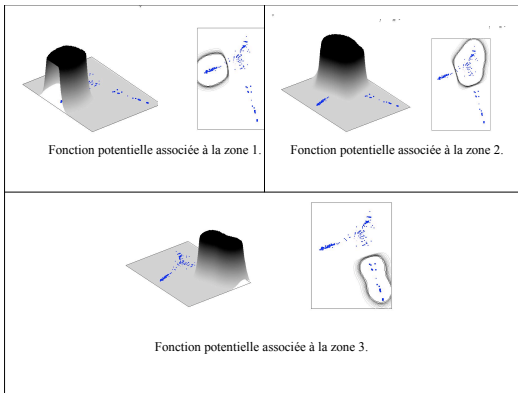 Fonction potentielle associée à la zone 1.
Fonction potentielle associée à la zone 2.
Fonction potentielle associée à la zone 3.